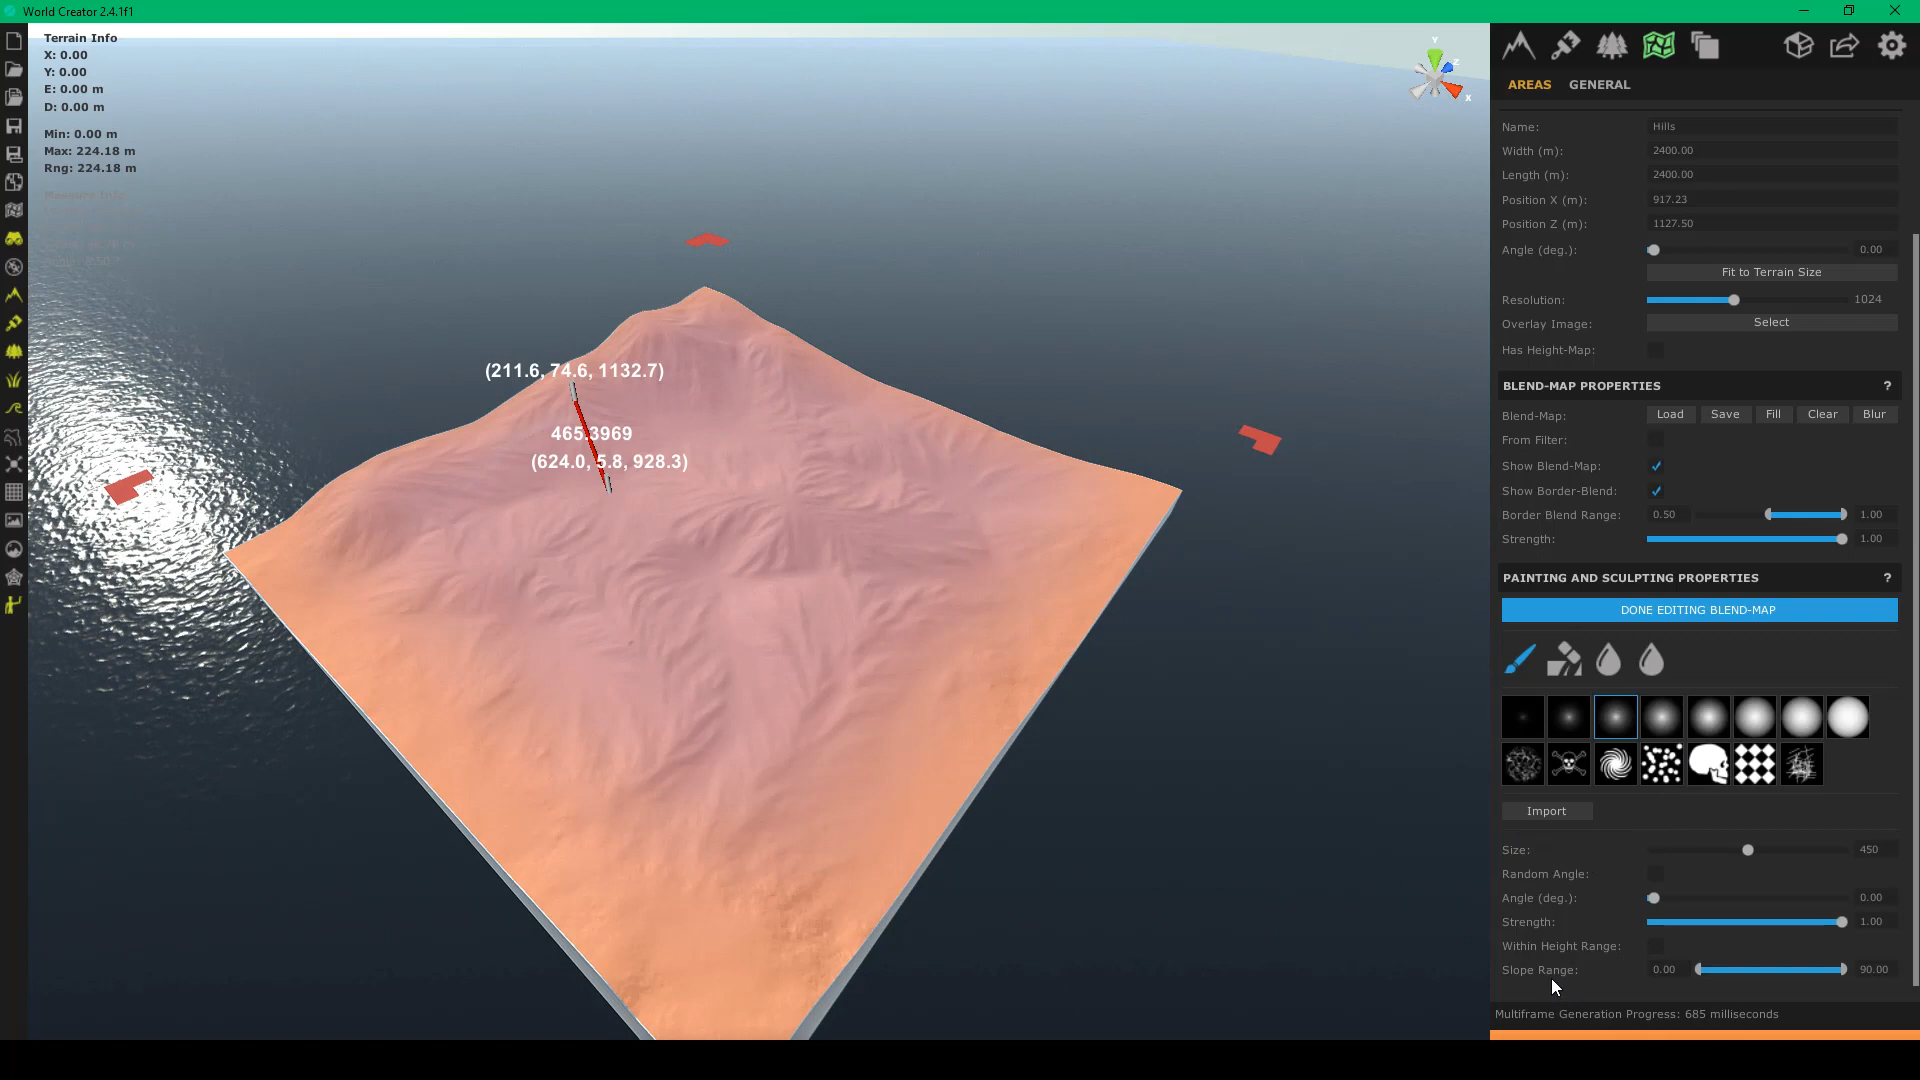 World Creator 2.4.1f1
Terrain Info
X: 0.00
Y: 0.00
E: 0.00 m
D: 0.00 m
Min: 0.00 m
Max: 224.18 m
Rng: 224.18 m
Measure Info
Y
Z
X
(211.6, 74.6, 1132.7)
465.3969
(624.0, 5.8, 928.3)
AREAS GENERAL
Name: Hills
Width (m): 2400.00
Length (m): 2400.00
Position X (m): 917.23
Position Z (m): 1127.50
Angle (deg.): 0.00
Fit to Terrain Size
Resolution: 1024
Overlay Image: Select
Has Height-Map:
BLEND-MAP PROPERTIES ?
Blend-Map: Load Save Fill Clear Blur
From Filter:
Show Blend-Map:
Show Border-Blend:
Border Blend Range: 0.50 1.00
Strength: 1.00
PAINTING AND SCULPTING PROPERTIES ?
DONE EDITING BLEND-MAP
Import
Size: 450
Random Angle:
Angle (deg.): 0.00
Strength: 1.00
Within Height Range:
Slope Range: 0.00 90.00
Multiframe Generation Progress: 685 milliseconds